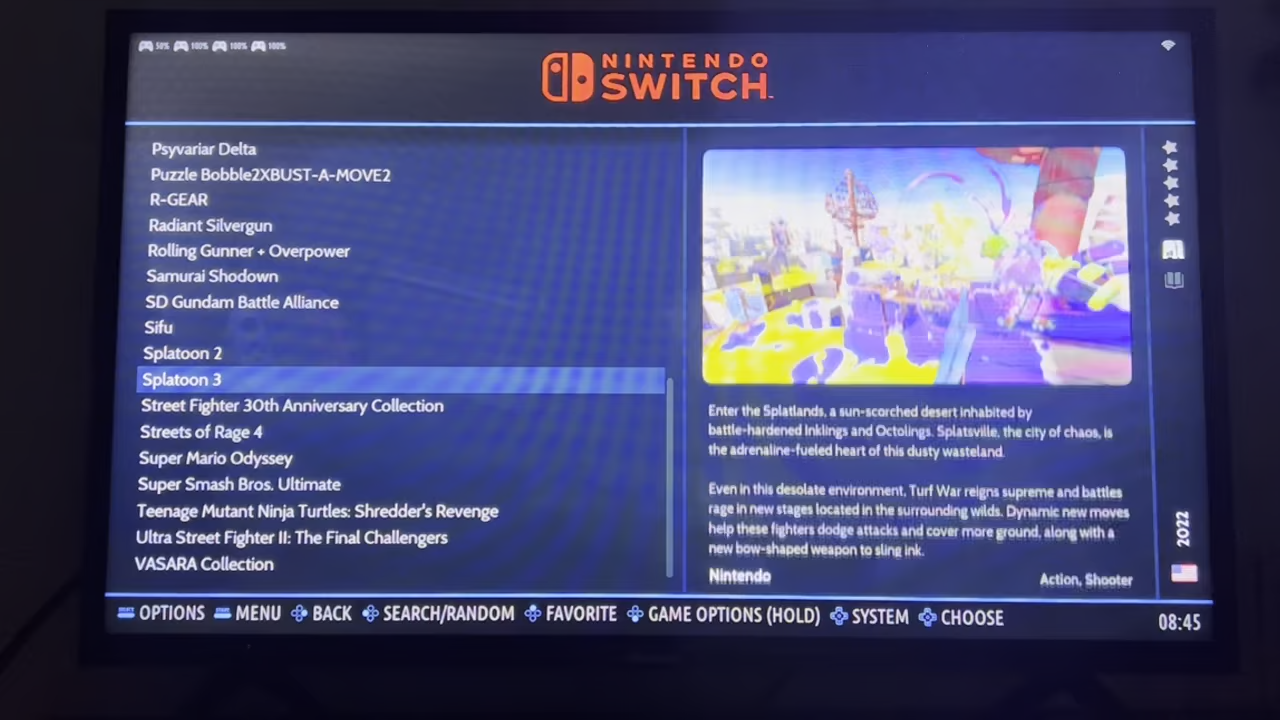 50% 100% 100% 100%
NINTENDO
SWITCH
Psyvariar Delta
Puzzle Bobble2XBUST-A-MOVE2
R-GEAR
Radiant Silvergun
Rolling Gunner + Overpower
Samurai Shodown
SD Gundam Battle Alliance
Sifu
Splatoon 2
Splatoon 3
Street Fighter 30th Anniversary Collection
Streets of Rage 4
Super Mario Odyssey
Super Smash Bros. Ultimate
Teenage Mutant Ninja Turtles: Shredder's Revenge
Ultra Street Fighter II: The Final Challengers
VASARA Collection
Enter the Splatlands, a sun-scorched desert inhabited by
battle-hardened Inklings and Octolings. Splatsville, the city of chaos, is
the adrenaline-fueled heart of this dusty wasteland.
Even in this desolate environment, Turf War reigns supreme and battles
rage in new stages located in the surrounding wilds. Dynamic new moves
help these fighters dodge attacks and cover more ground, along with a
new bow-shaped weapon to sling ink.
Nintendo
Action, Shooter
2022
OPTIONS MENU BACK SEARCH/RANDOM FAVORITE GAME OPTIONS (HOLD) SYSTEM CHOOSE
08:45